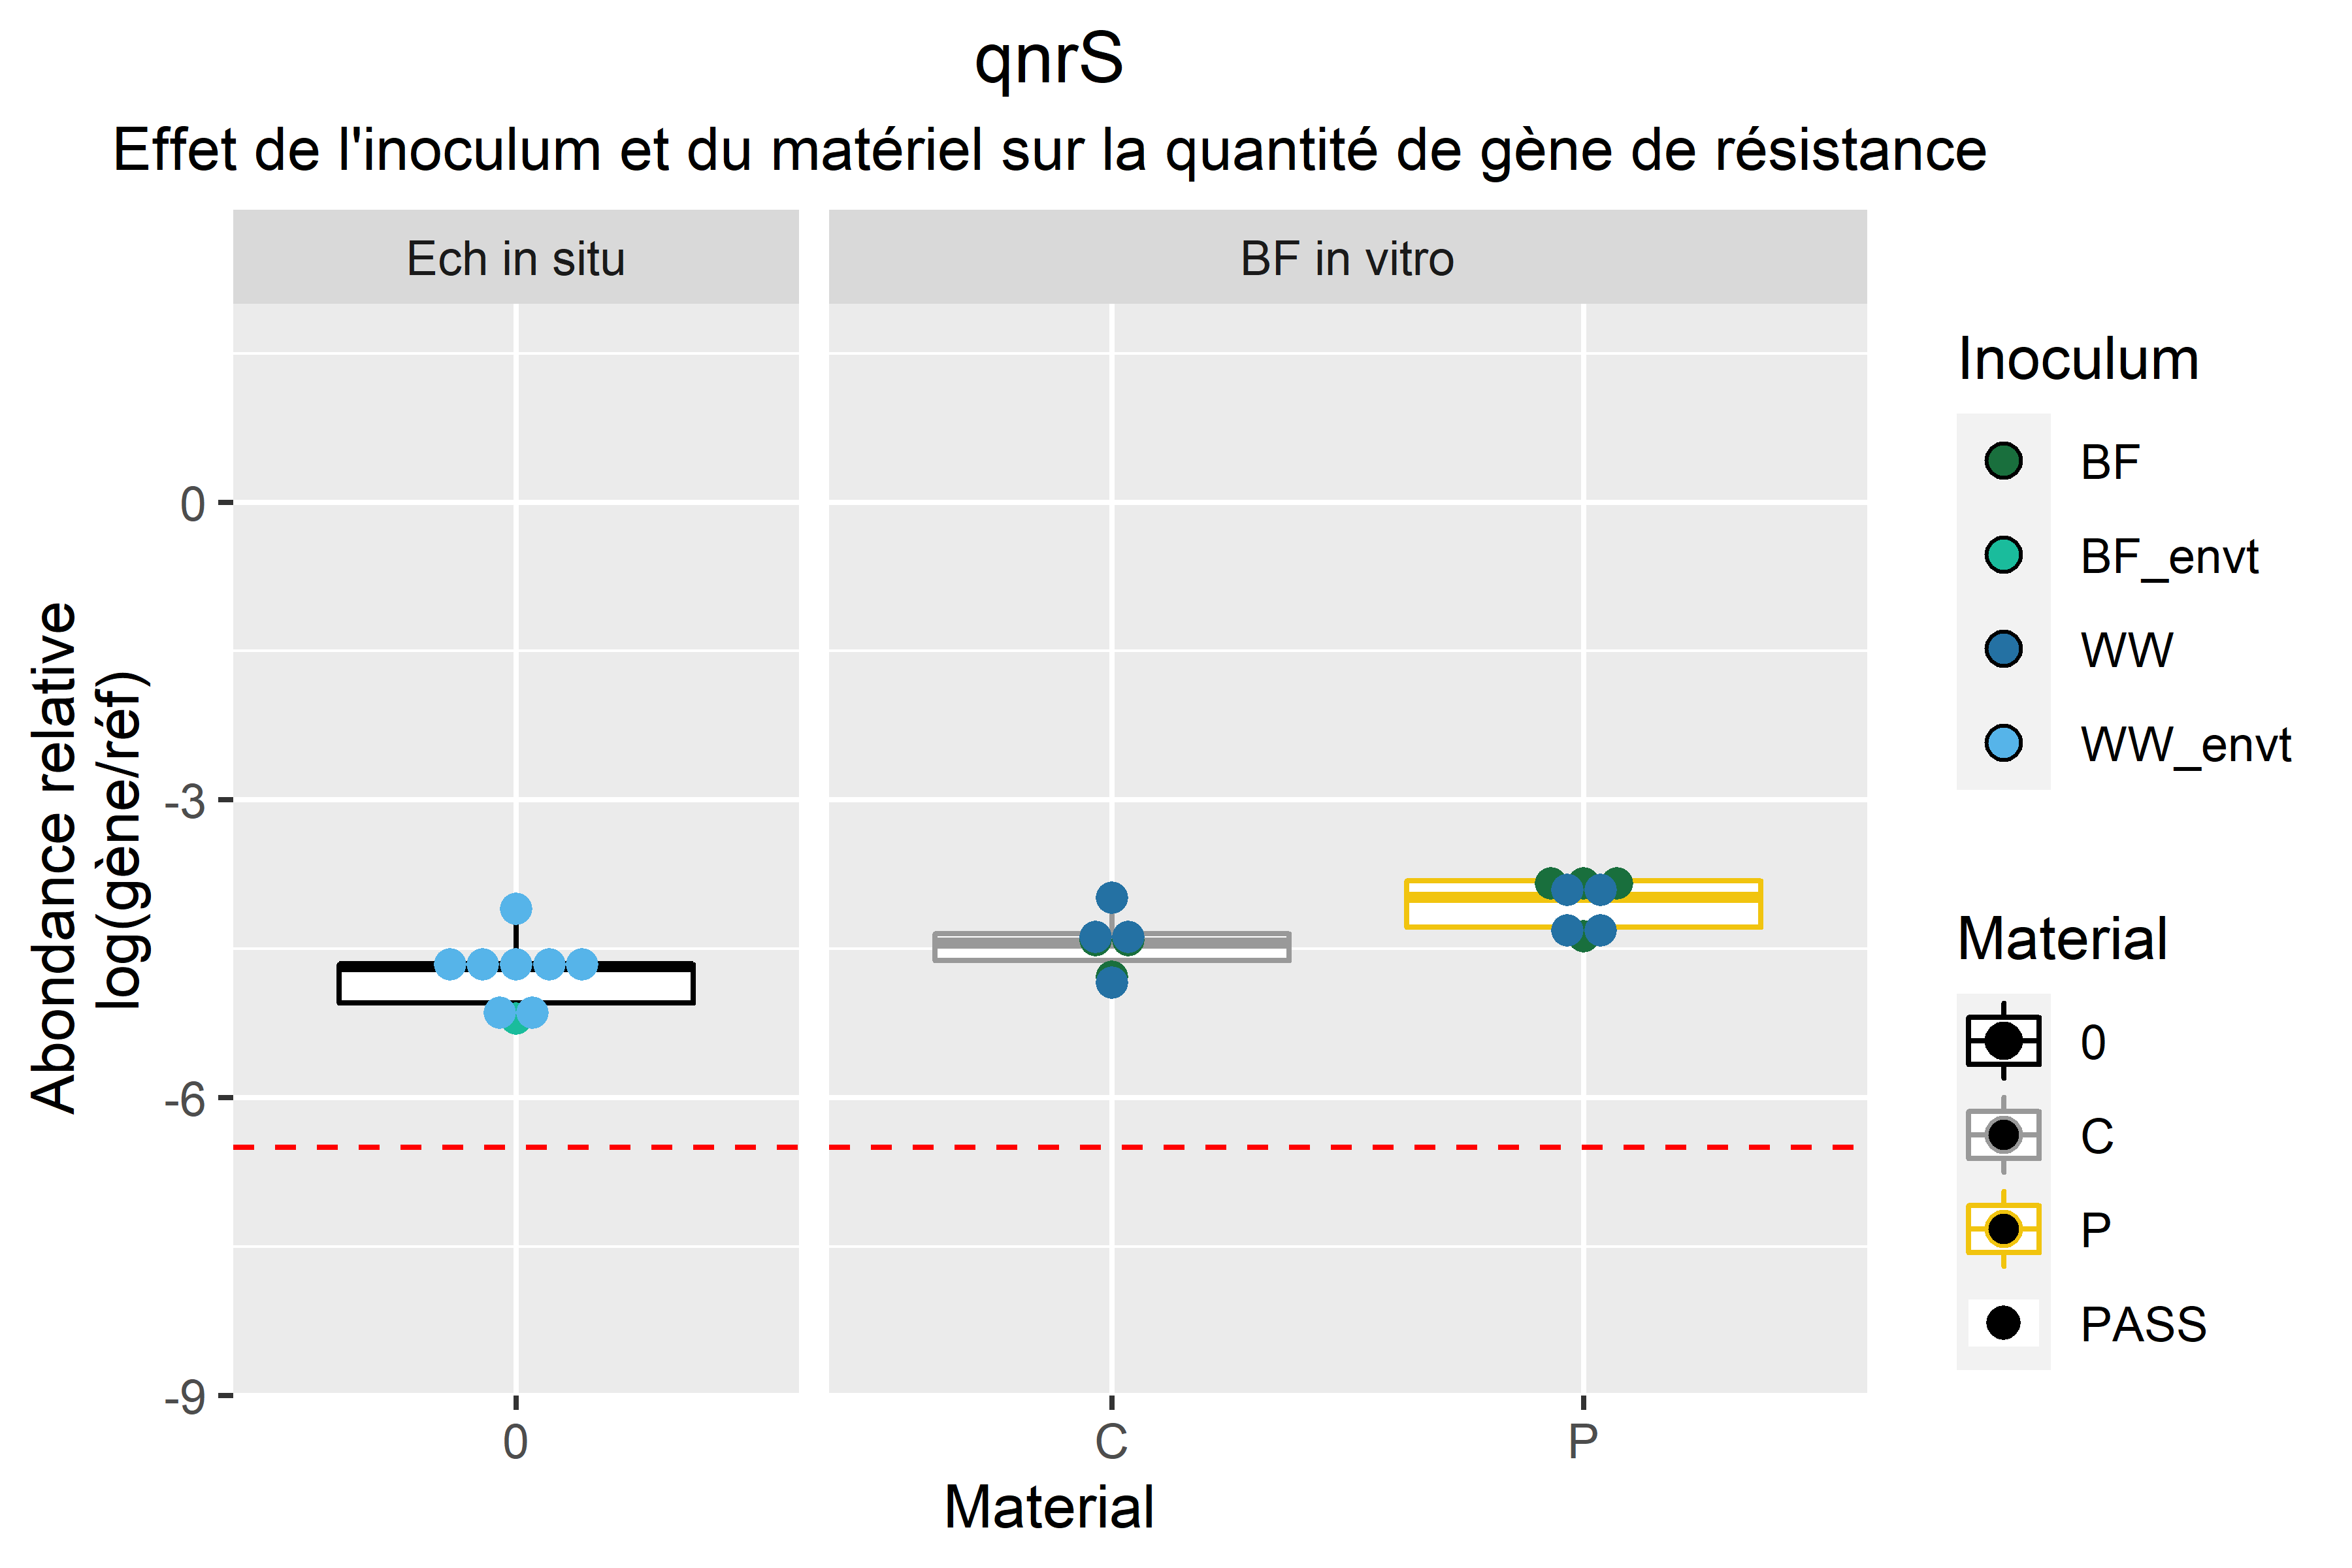 qnrS
Effet de l'inoculum et du matériel sur la quantité de gène de résistance
Ech in situ
BF in vitro
Abondance relative
log(gène/réf)
0
-3
-6
-9
0
C
P
Material
Inoculum
BF
BF_envt
WW
WW_envt
Material
0
C
P
PASS